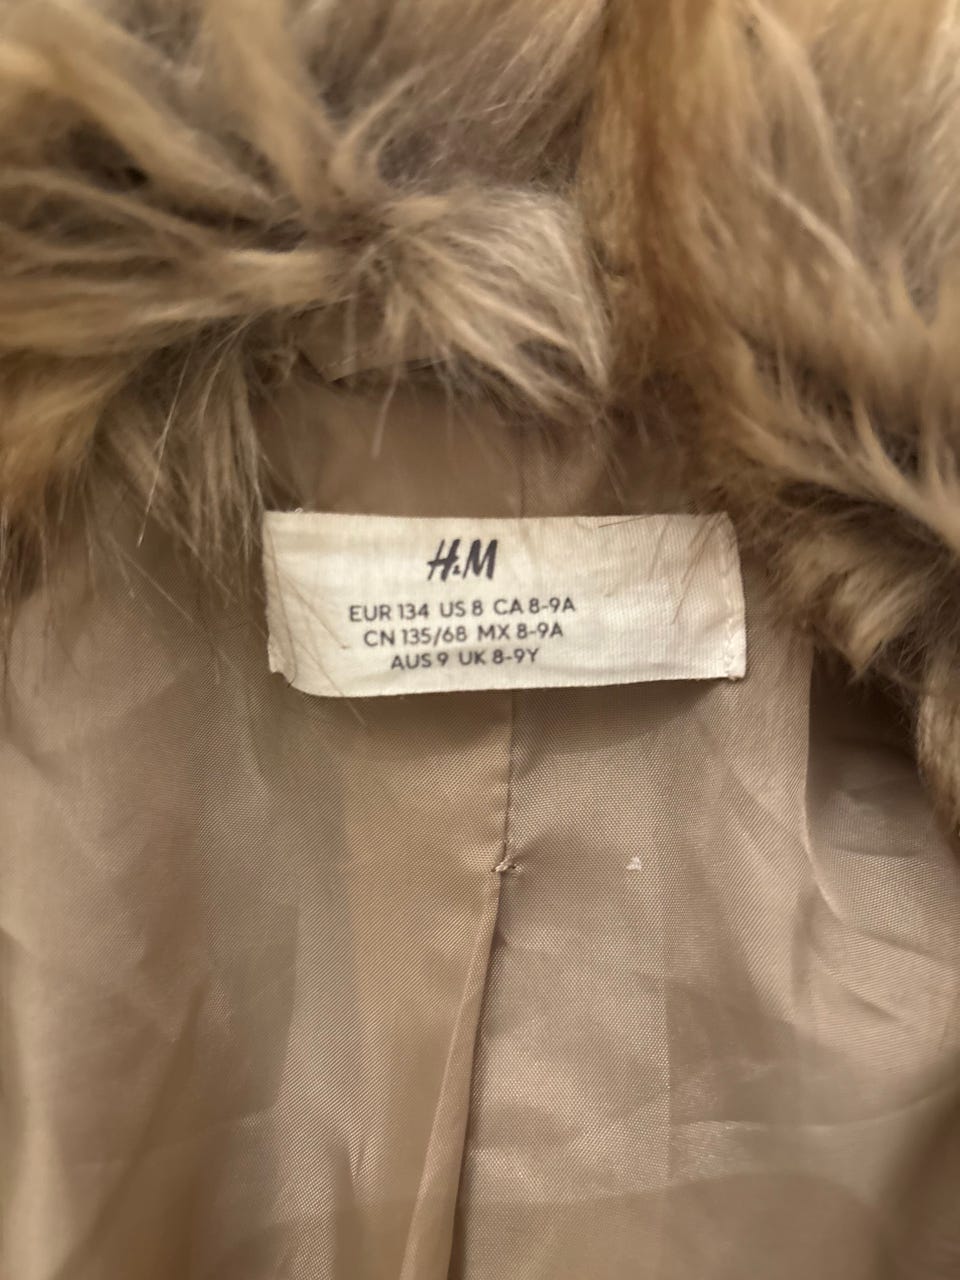 H&M
EUR 134 US 8 CA 8-9A
CN 135/68 MX 8-9A
AUS 9 UK 8-9Y